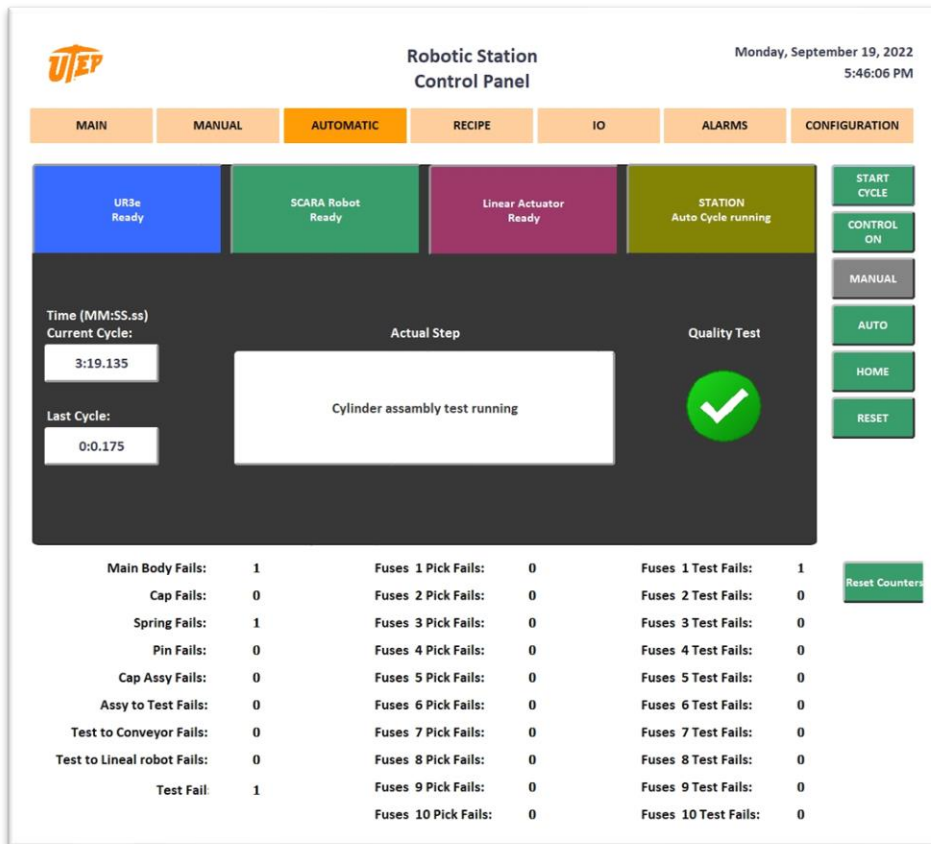 UTEP
Robotic Station
Control Panel
Monday, September 19, 2022
5:46:06 PM
MAIN
MANUAL
AUTOMATIC
RECIPE
IO
ALARMS
CONFIGURATION
UR3e
Ready
SCARA Robot
Ready
Linear Actuator
Ready
STATION
Auto Cycle running
START
CYCLE
CONTROL
ON
MANUAL
AUTO
HOME
RESET
Time (MM:SS.ss)
Current Cycle:
3:19.135
Last Cycle:
0:0.175
Actual Step
Cylinder assambly test running
Quality Test
Main Body Fails: 1
Cap Fails: 0
Spring Fails: 1
Pin Fails: 0
Cap Assy Fails: 0
Assy to Test Fails: 0
Test to Conveyor Fails: 0
Test to Lineal robot Fails: 0
Test Fail: 1
Fuses 1 Pick Fails: 0
Fuses 2 Pick Fails: 0
Fuses 3 Pick Fails: 0
Fuses 4 Pick Fails: 0
Fuses 5 Pick Fails: 0
Fuses 6 Pick Fails: 0
Fuses 7 Pick Fails: 0
Fuses 8 Pick Fails: 0
Fuses 9 Pick Fails: 0
Fuses 10 Pick Fails: 0
Fuses 1 Test Fails: 1
Fuses 2 Test Fails: 0
Fuses 3 Test Fails: 0
Fuses 4 Test Fails: 0
Fuses 5 Test Fails: 0
Fuses 6 Test Fails: 0
Fuses 7 Test Fails: 0
Fuses 8 Test Fails: 0
Fuses 9 Test Fails: 0
Fuses 10 Test Fails: 0
Reset Counters